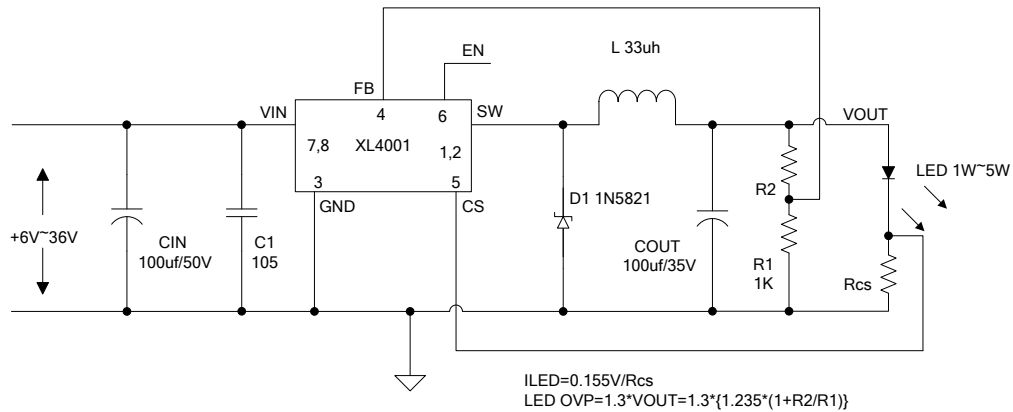 L 33uh
EN
FB
4
6
VIN
SW
VOUT
7,8
XL4001
1,2
3
5
GND
CS
D1 1N5821
R2
LED 1W~5W
+6V~36V
CIN
100uf/50V
C1
105
COUT
100uf/35V
R1
1K
Rcs
ILED=0.155V/Rcs
LED OVP=1.3*VOUT=1.3*{1.235*(1+R2/R1)}